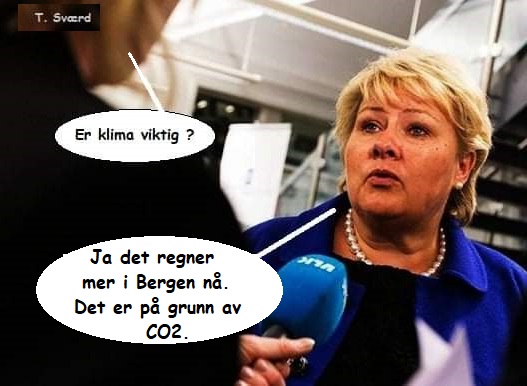 T. Sværd
Er klima viktig ?
Ja det regner
mer i Bergen nå.
Det er på grunn av
CO2.
NRK